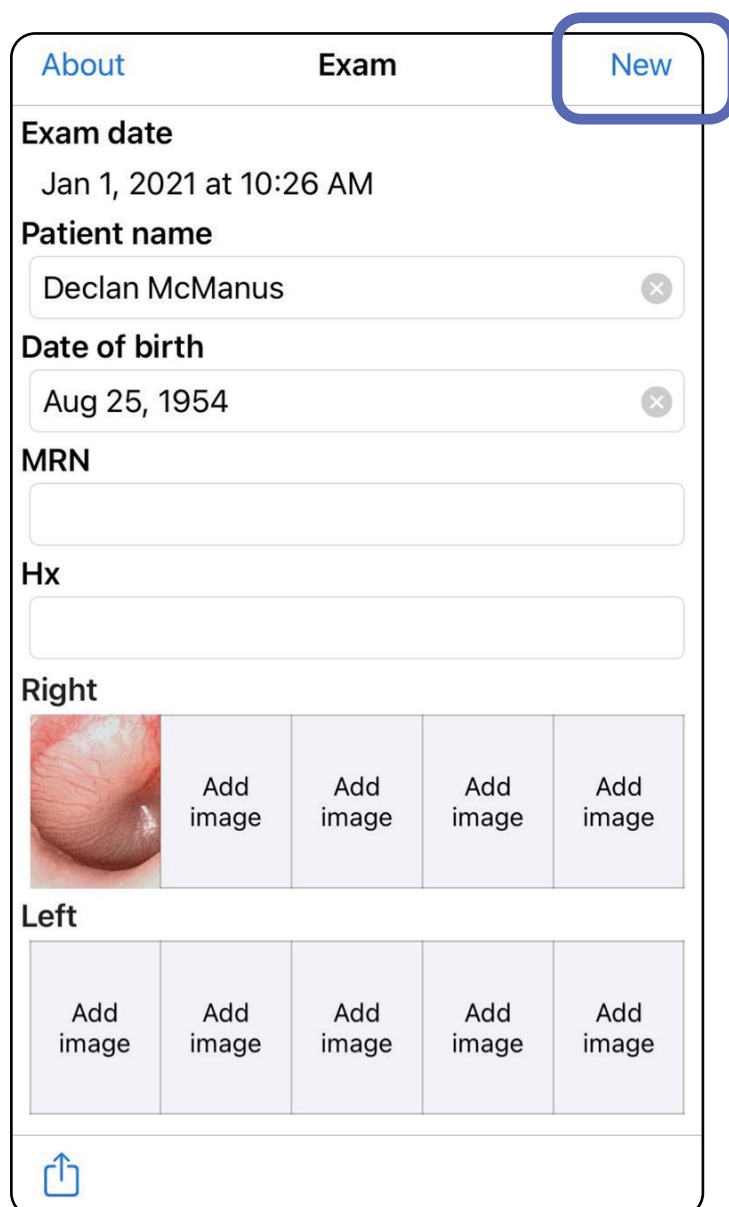 About Exam New
Exam date
Jan 1, 2021 at 10:26 AM
Patient name
Declan McManus
Date of birth
Aug 25, 1954
MRN
Hx
Right
Add image Add image Add image Add image
Left
Add image Add image Add image Add image Add image